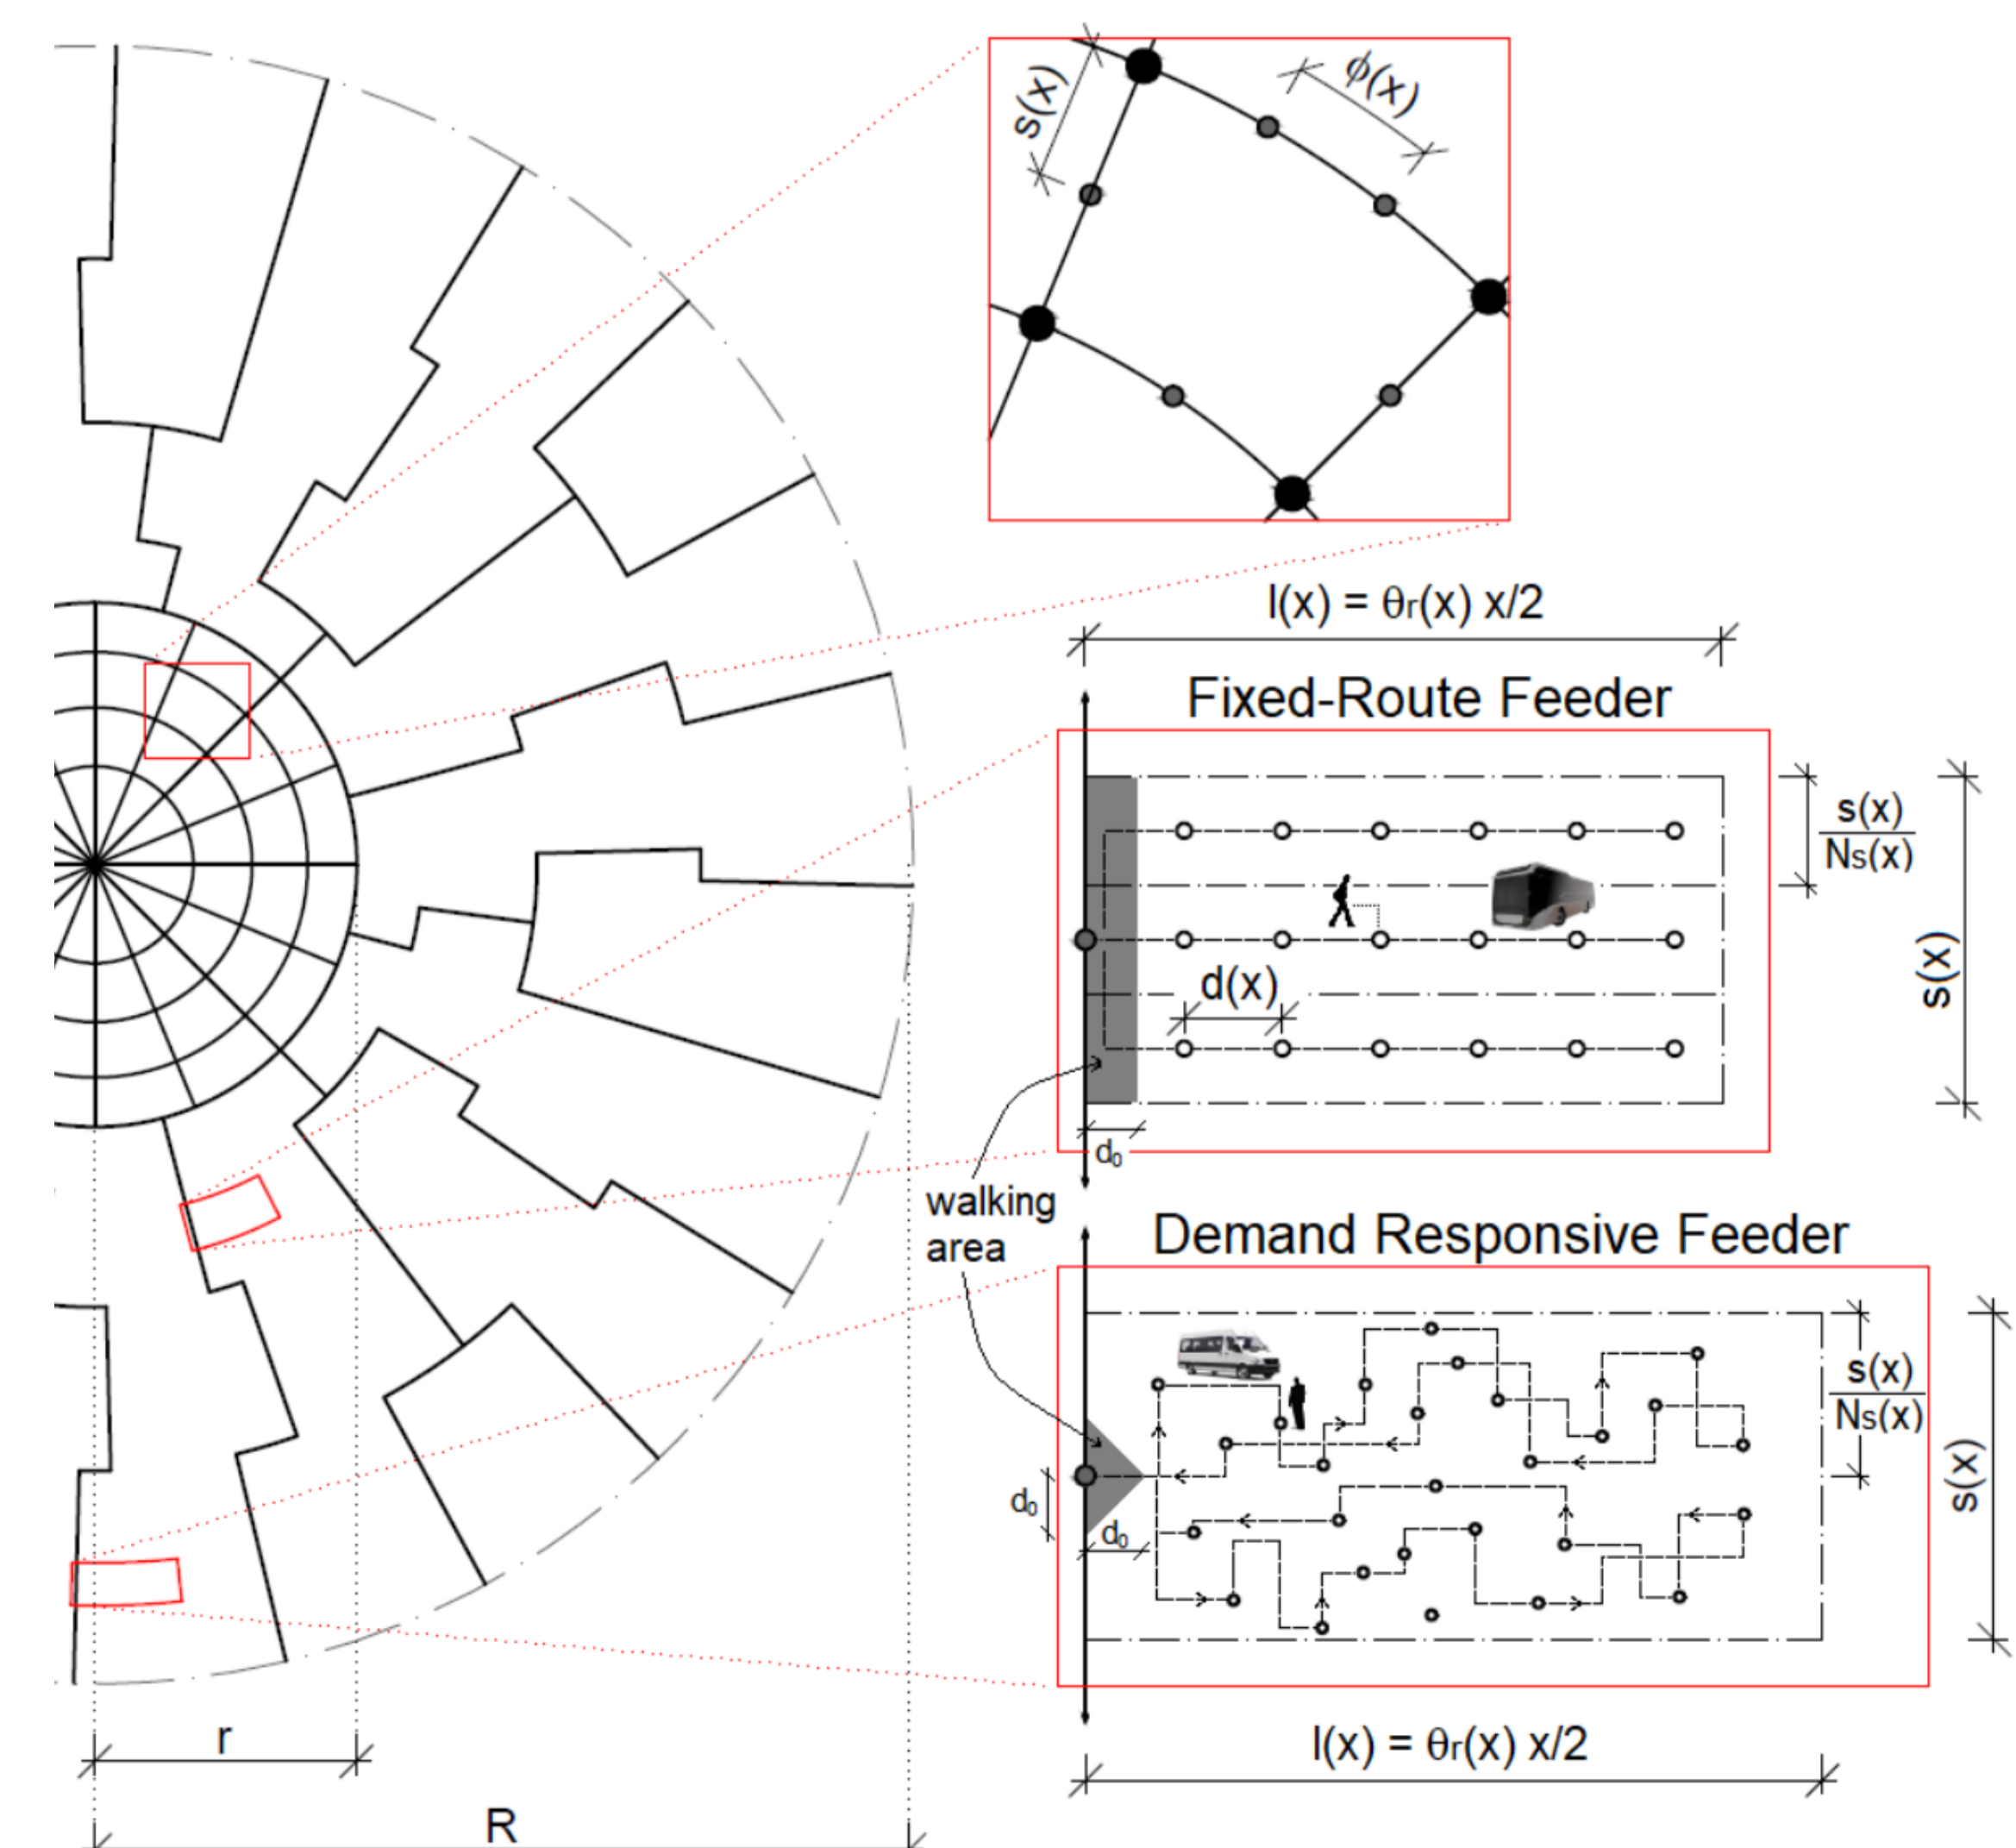 s(x)
ϕ(x)
l(x) = θr(x) x/2
Fixed-Route Feeder
s(x)
Ns(x)
s(x)
d(x)
d₀
walking
area
Demand Responsive Feeder
s(x)
Ns(x)
s(x)
d₀
d₀
l(x) = θr(x) x/2
r
R